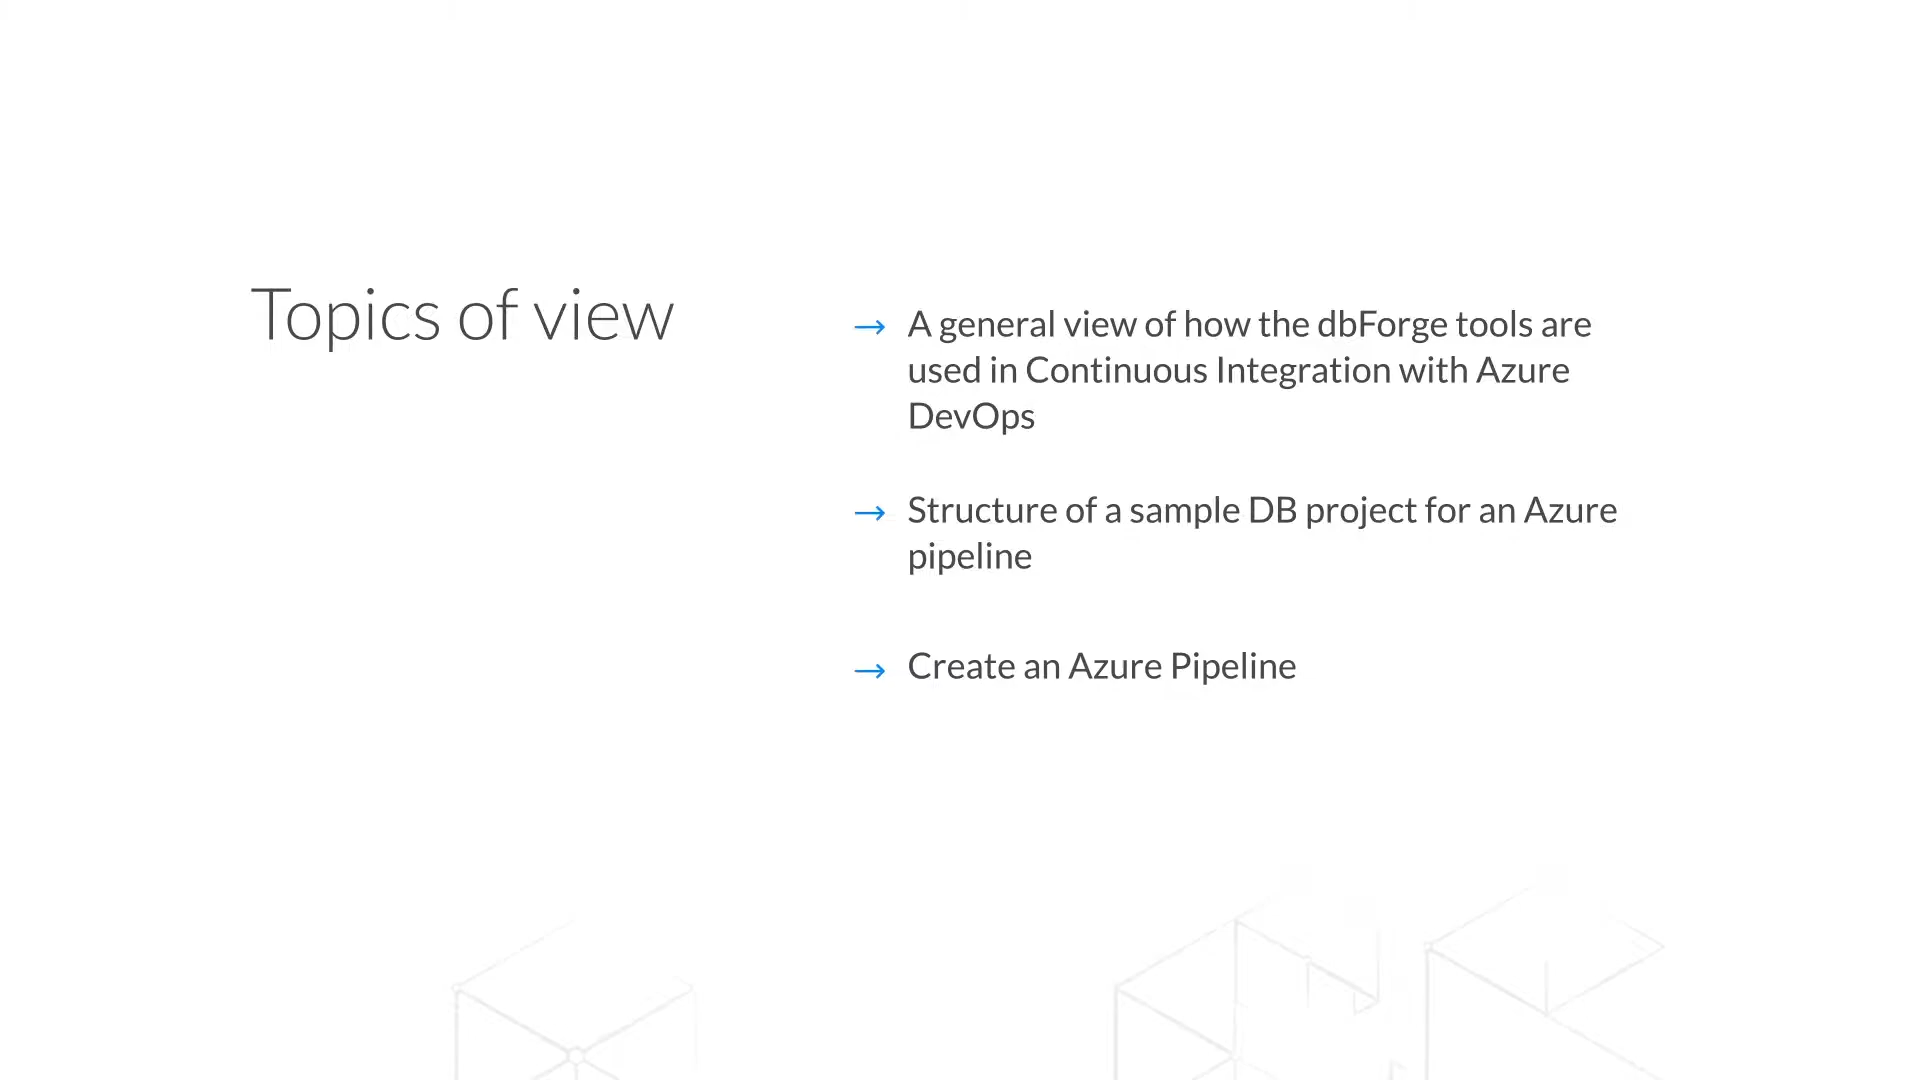 Topics of view
→ A general view of how the dbForge tools are
used in Continuous Integration with Azure
DevOps
→ Structure of a sample DB project for an Azure
pipeline
→ Create an Azure Pipeline